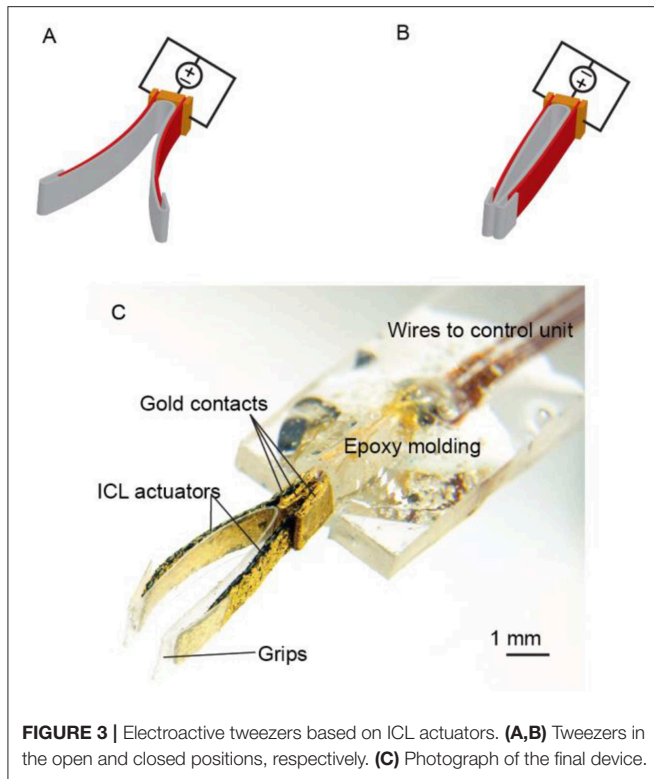 A
B
C
Wires to control unit
Gold contacts
Epoxy molding
ICL actuators
1 mm
Grips
FIGURE 3 | Electroactive tweezers based on ICL actuators. (A,B) Tweezers in
the open and closed positions, respectively. (C) Photograph of the final device.